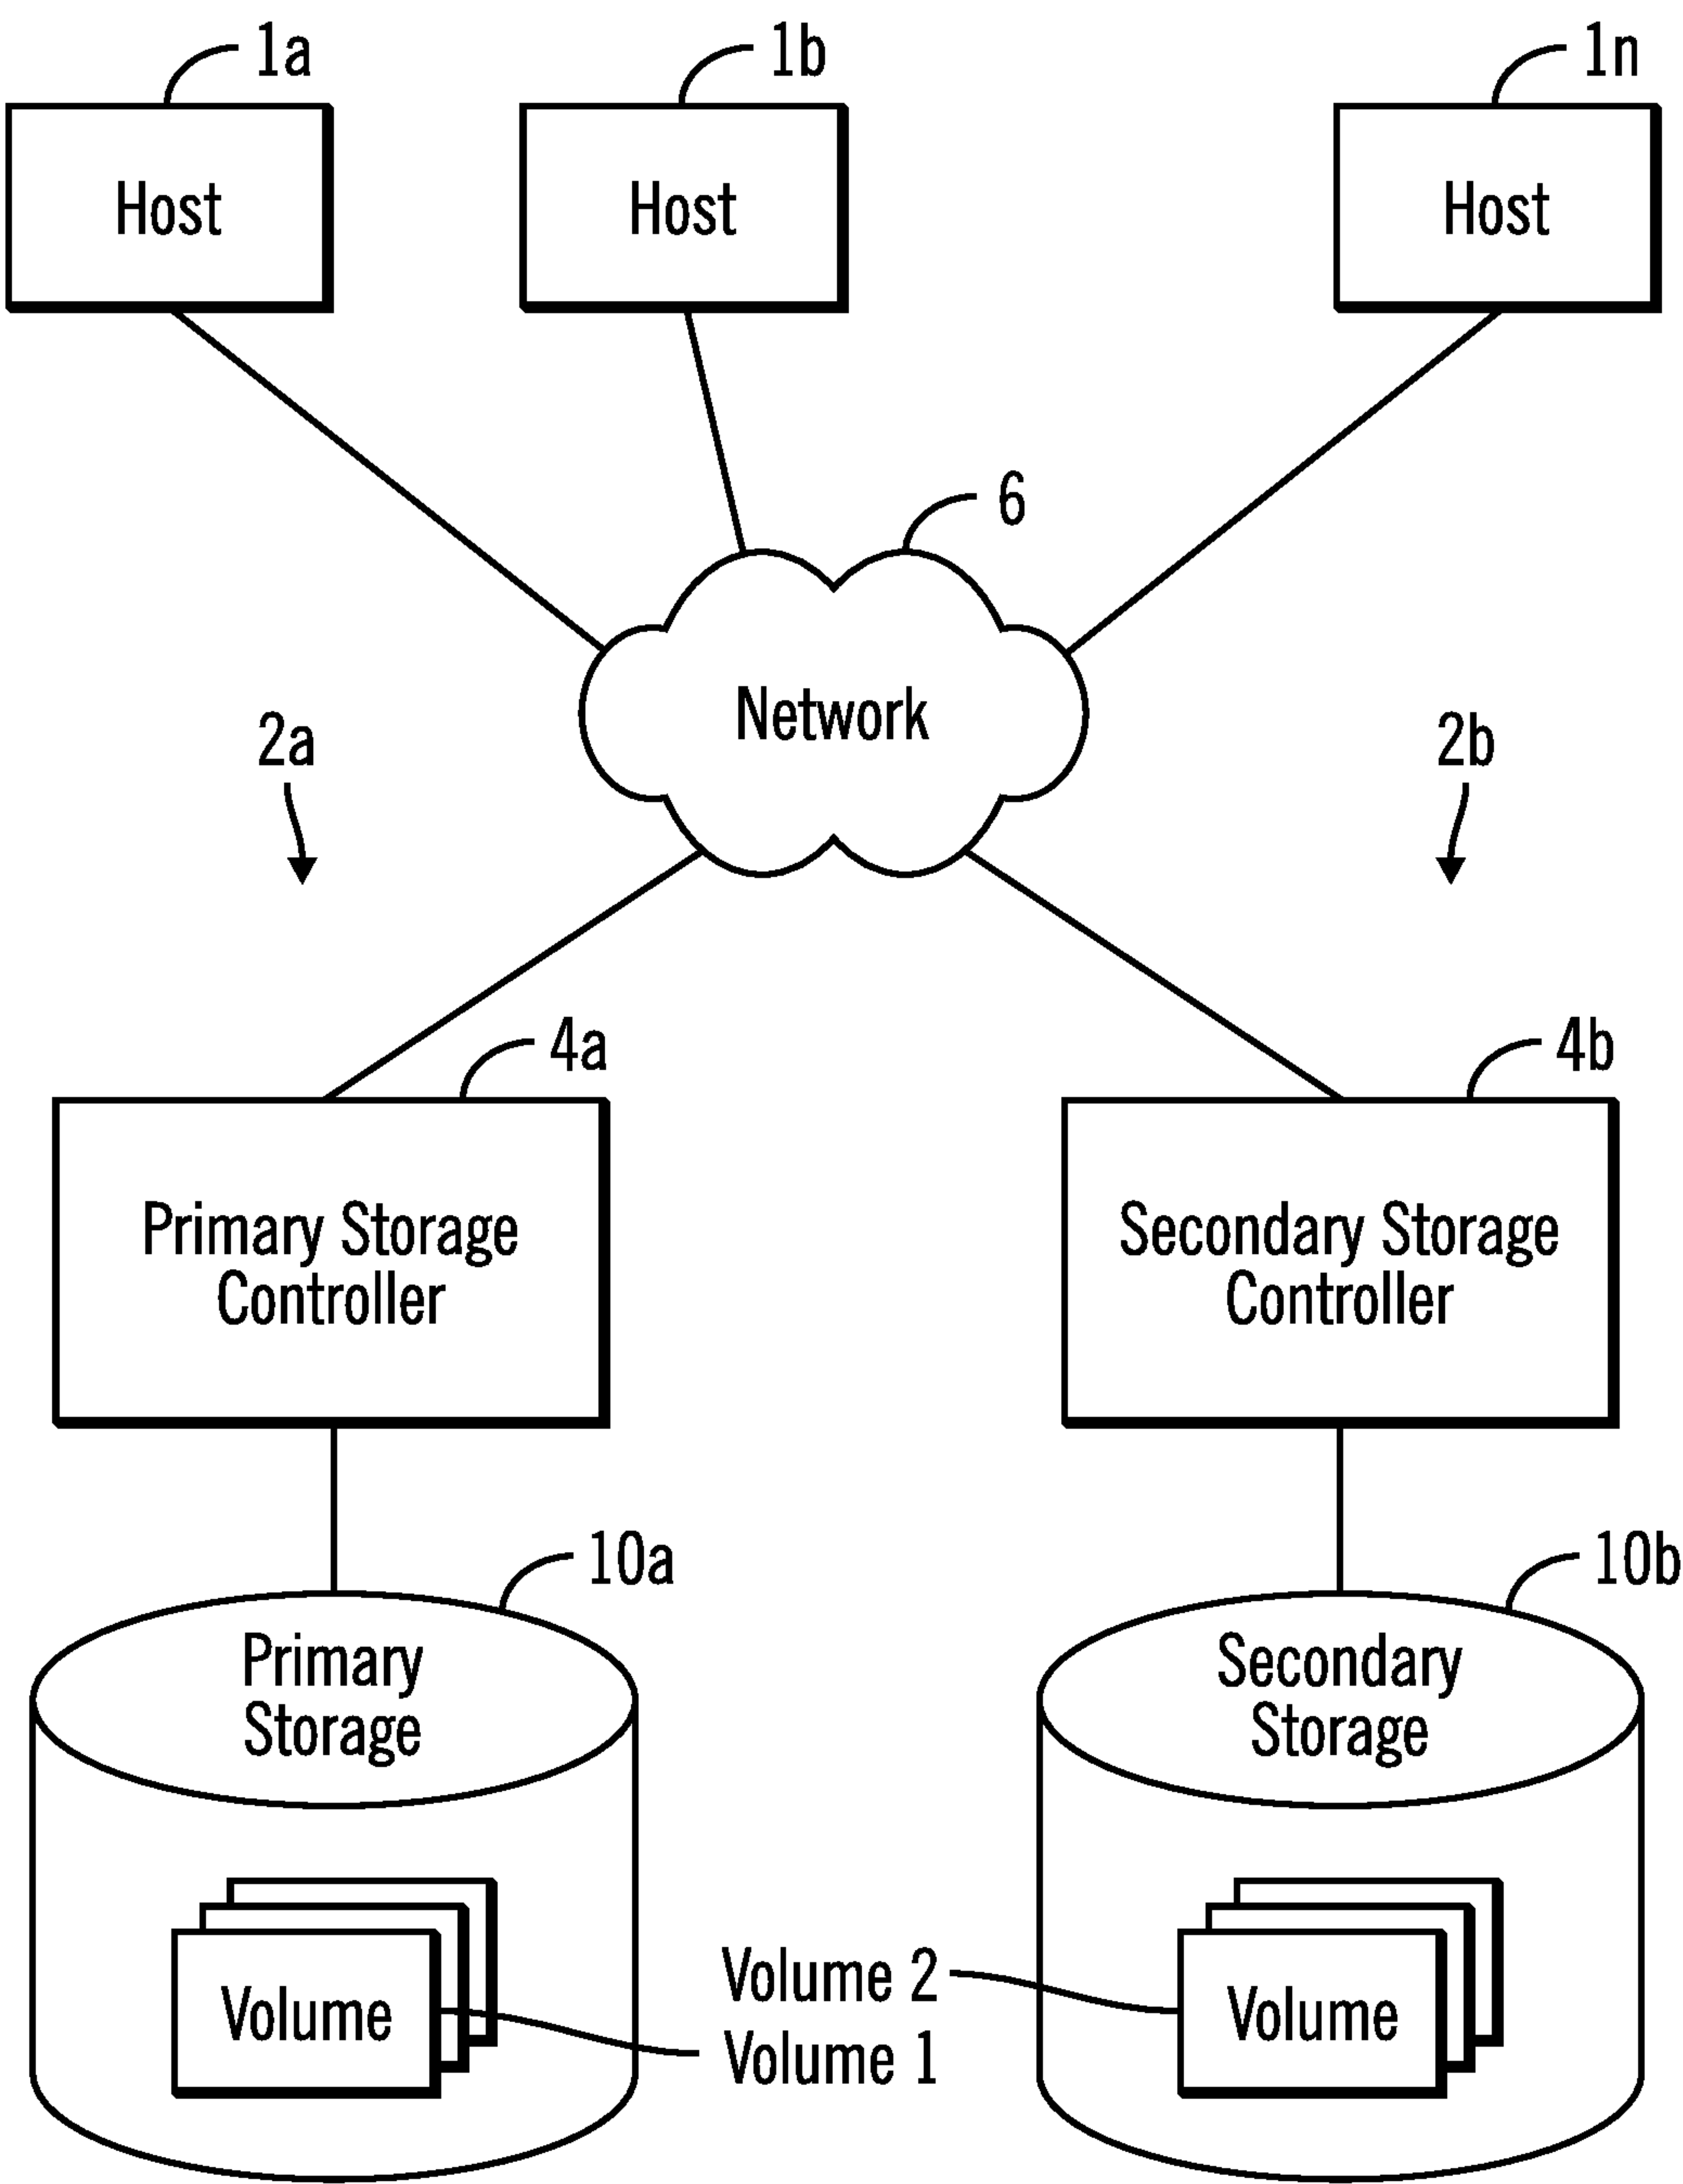 1a
1b
1n
Host
Host
Host
6
Network
2a
2b
4a
4b
Primary Storage
Controller
Secondary Storage
Controller
10a
10b
Primary
Storage
Secondary
Storage
Volume 2
Volume
Volume
Volume 1